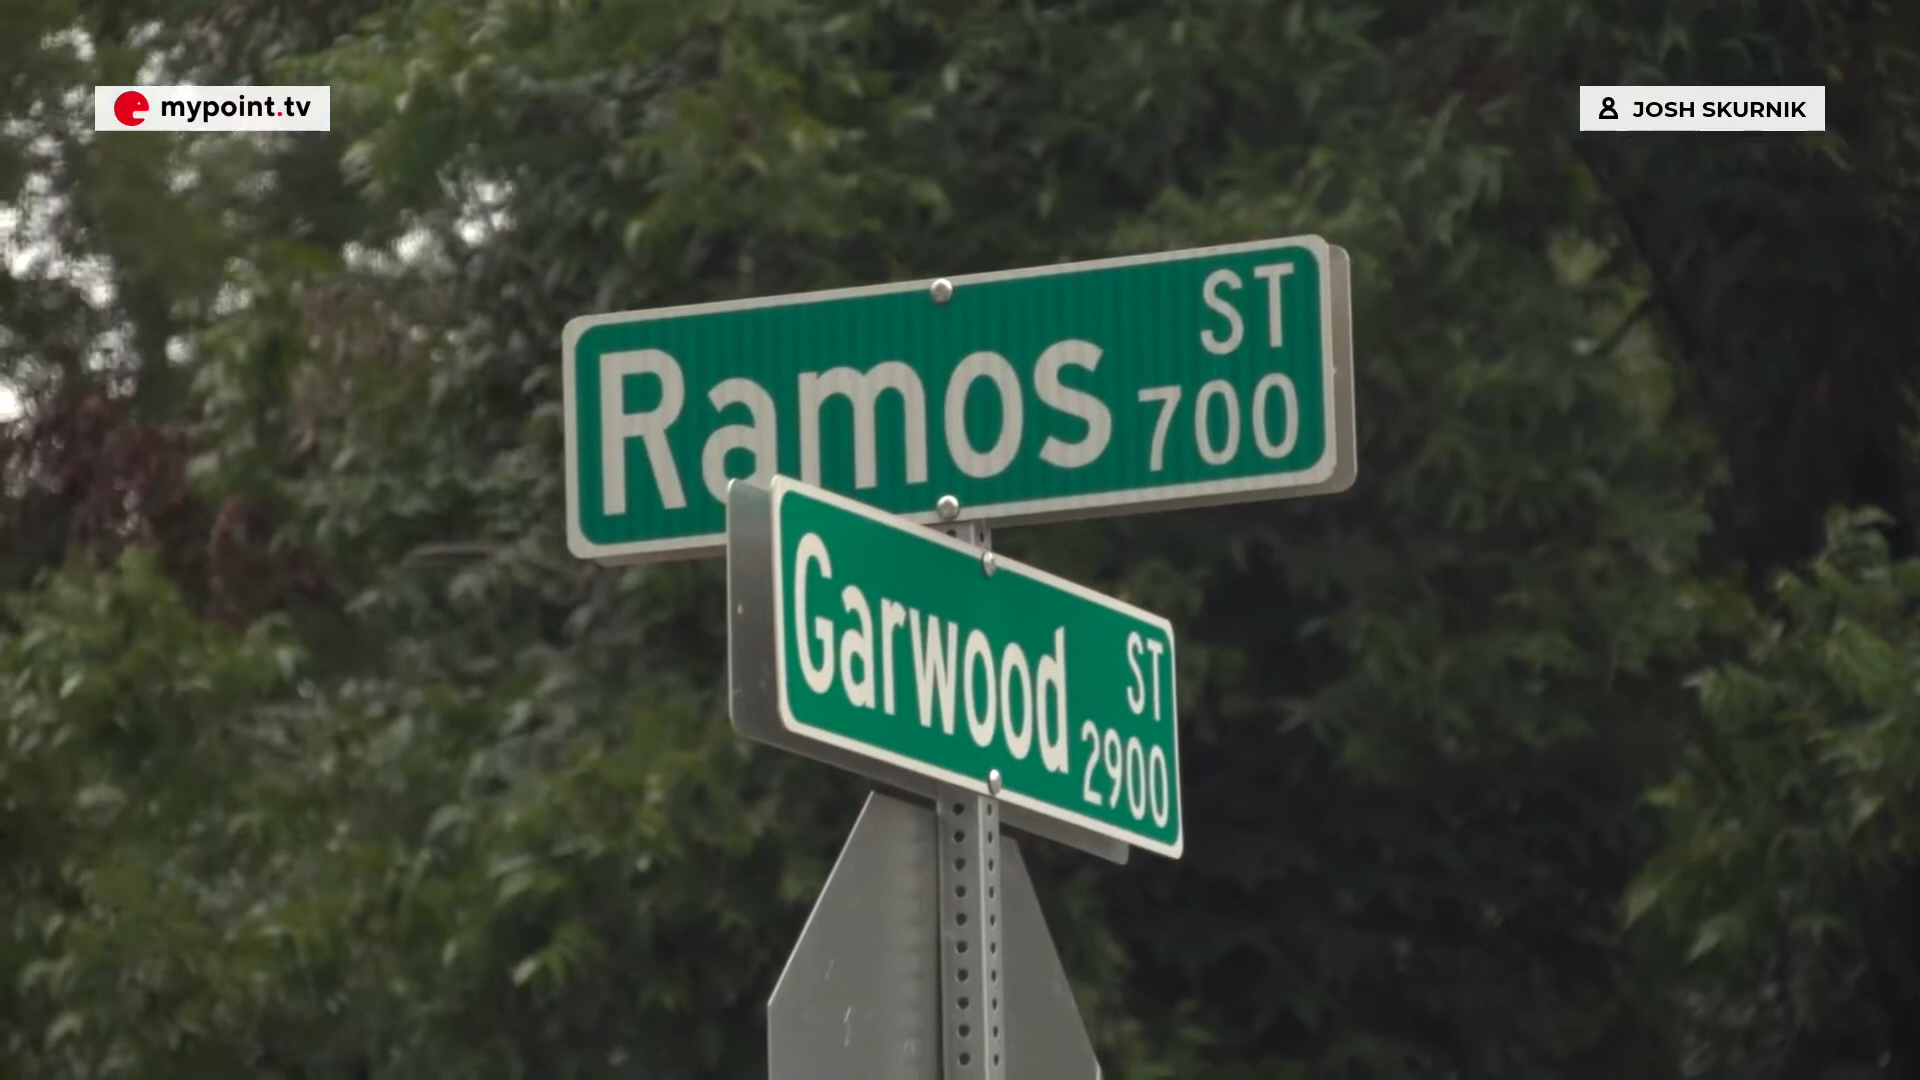 mypoint.tv
JOSH SKURNIK
Ramos ST
700
Garwood ST
2900